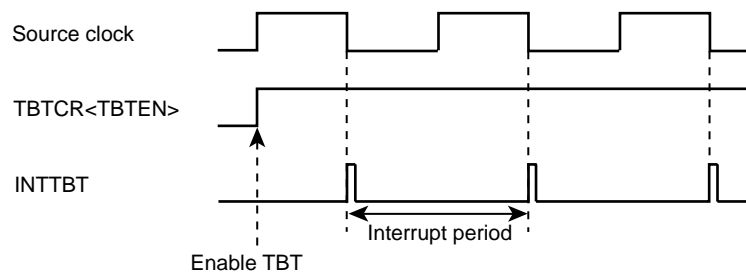 Source clock
TBTCR<TBTEN>
INTTBT
Interrupt period
Enable TBT